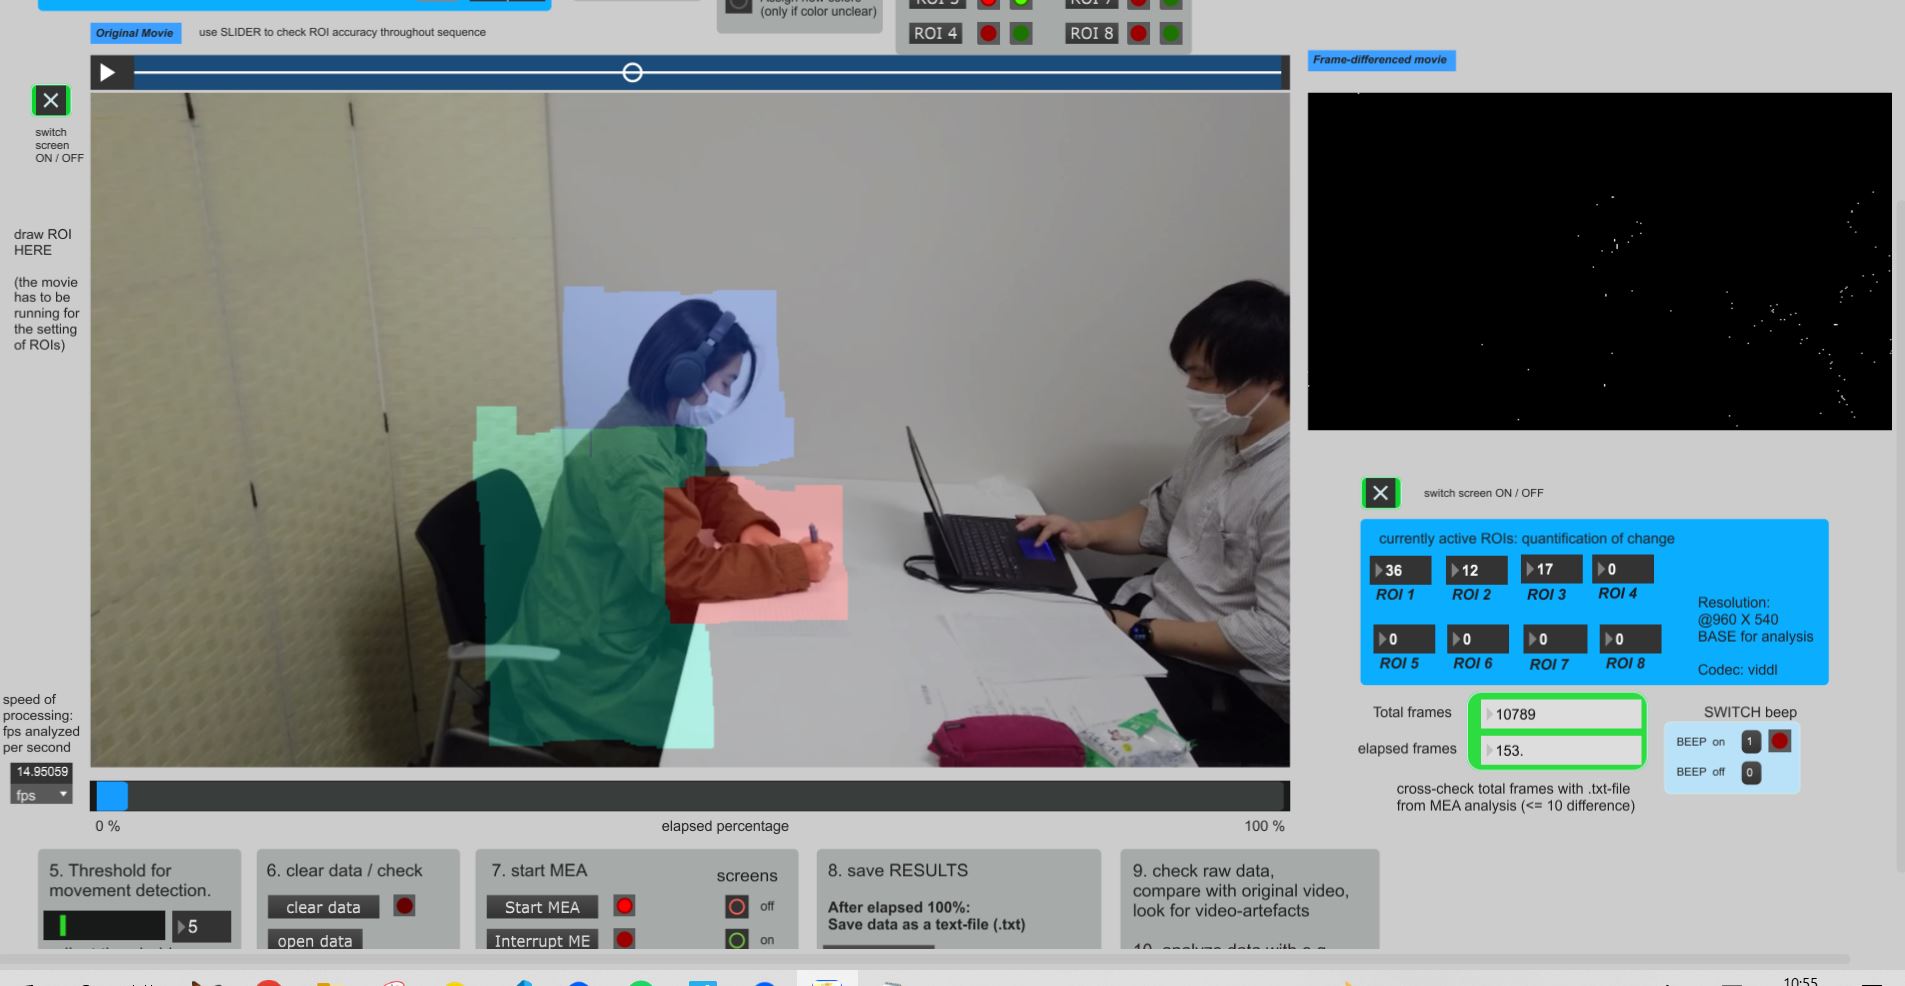 (only if color unclear)
ROI 4
ROI 8
Original Movie
use SLIDER to check ROI accuracy throughout sequence
Frame-differenced movie
switch
screen
ON / OFF
draw ROI
HERE
(the movie
has to be
running for
the setting
of ROIs)
switch screen ON / OFF
currently active ROIs: quantification of change
36
12
17
0
ROI 1
ROI 2
ROI 3
ROI 4
Resolution:
@960 X 540
BASE for analysis
0
0
0
0
ROI 5
ROI 6
ROI 7
ROI 8
Codec: viddl
speed of
processing:
fps analyzed
per second
14.95059
fps
Total frames
10789
elapsed frames
153.
SWITCH beep
BEEP on
1
BEEP off
0
cross-check total frames with .txt-file
from MEA analysis (<= 10 difference)
0 %
elapsed percentage
100 %
5. Threshold for
movement detection.
5
6. clear data / check
clear data
open data
7. start MEA
Start MEA
Interrupt ME
screens
off
on
8. save RESULTS
After elapsed 100%:
Save data as a text-file (.txt)
9. check raw data,
compare with original video,
look for video-artefacts
10:55